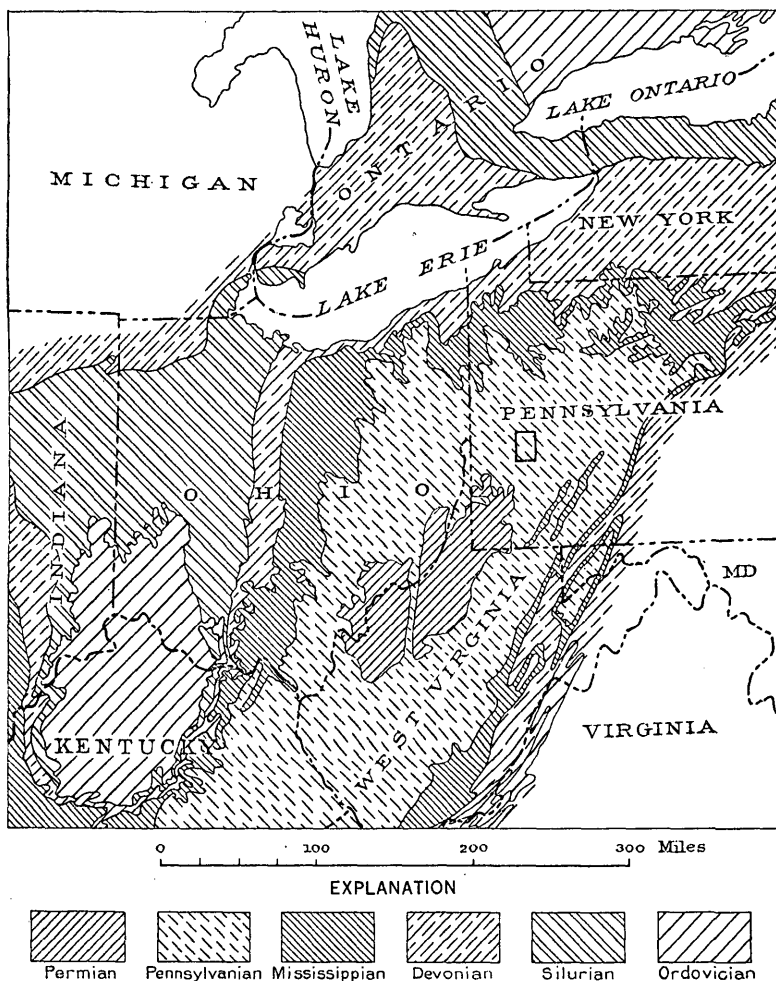 LAKE HURON
ONTARIO
LAKE ONTARIO
MICHIGAN
NEW YORK
LAKE ERIE
PENNSYLVANIA
INDIANA
OHIO
MD
WEST VIRGINIA
VIRGINIA
KENTUCKY
0 100 200 300 Miles
EXPLANATION
Permian Pennsylvanian Mississippian Devonian Silurian Ordovician